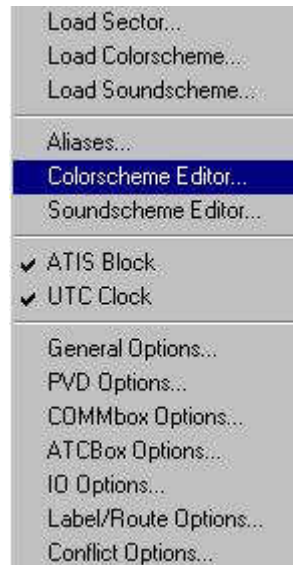 Load Sector...
Load Colorscheme...
Load Soundscheme...
Aliases...
Colorscheme Editor...
Soundscheme Editor...
ATIS Block
UTC Clock
General Options...
PVD Options...
COMMbox Options...
ATCBox Options...
IO Options...
Label/Route Options...
Conflict Options...